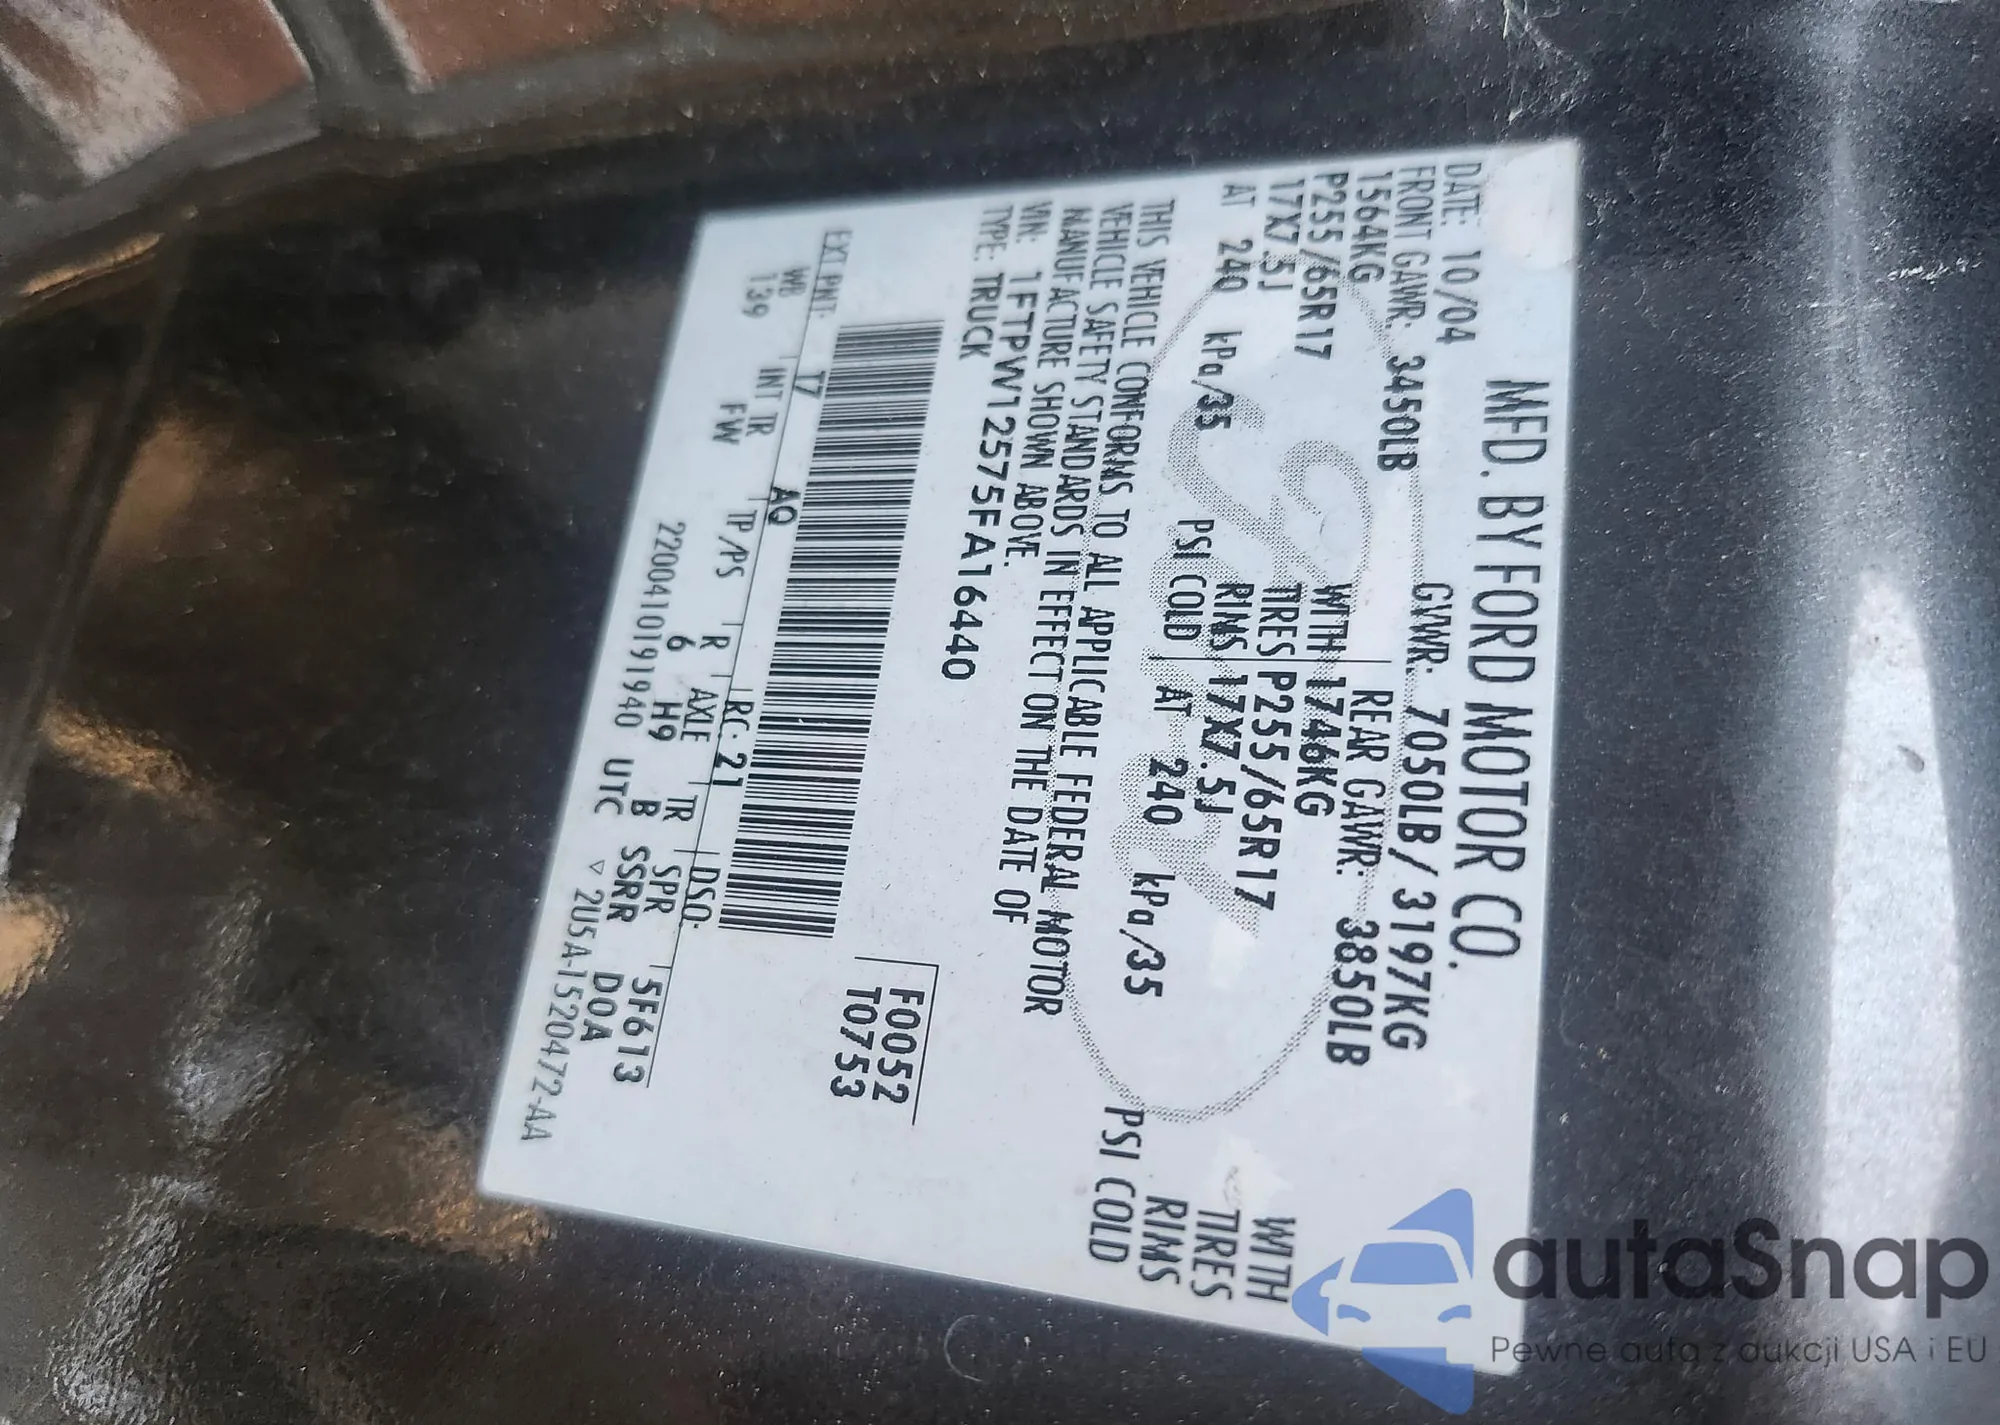 MFD. BY FORD MOTOR CO.
DATE: 10/04 GVWR: 7050LB/ 3197KG
FRONT GAWR: 3450LB REAR GAWR: 3850LB
1564KG WITH 1746KG WITH
P255/65R17 TIRES P255/65R17 TIRES
17X7.5J RIMS 17X7.5J RIMS
AT 240 kPa/35 PSI COLD AT 240 kPa/35 PSI COLD
THIS VEHICLE CONFORMS TO ALL APPLICABLE FEDERAL MOTOR
VEHICLE SAFETY STANDARDS IN EFFECT ON THE DATE OF
MANUFACTURE SHOWN ABOVE.
VIN: 1FTPW12575FA16440
TYPE: TRUCK
F0052
T0753
EXT PNT: T7 AQ RC: 21 DSO:
WB INT TR TP/PS R AXLE TR SPR 5F613
139 FW 6 H9 B SSRR DOA
22004101919​40 UTC ▽ 2U5A-1520472-AA
autaSnap
Pewne auta z aukcji USA i EU